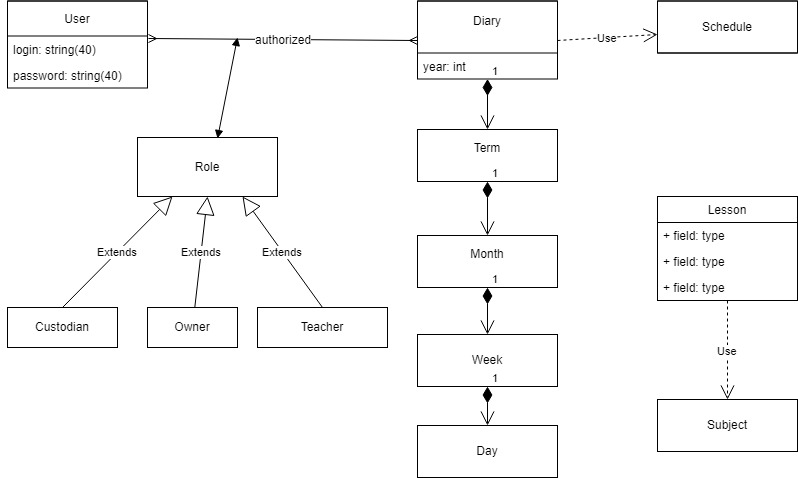 User
login: string(40)
password: string(40)
authorized
Diary
year: int
1
Use
Schedule
Role
Term
1
Extends
Extends
Extends
Month
1
Custodian
Owner
Teacher
Week
1
Day
Lesson
+ field: type
+ field: type
+ field: type
Use
Subject